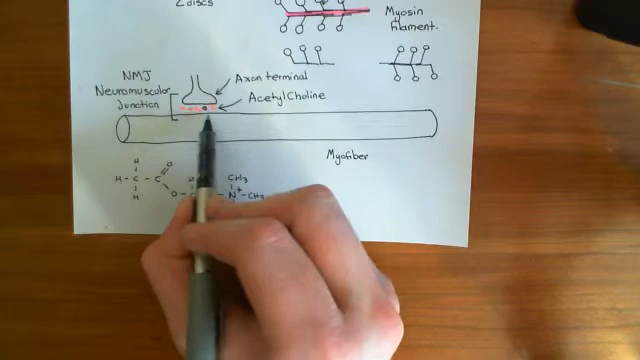 Z discs
Myosin
filament.
NMJ
Neuromuscular
Junction
Axon terminal
AcetylCholine
Myofiber
H
O
H - C - C
H
O - C
H
CH3
N+ - CH3